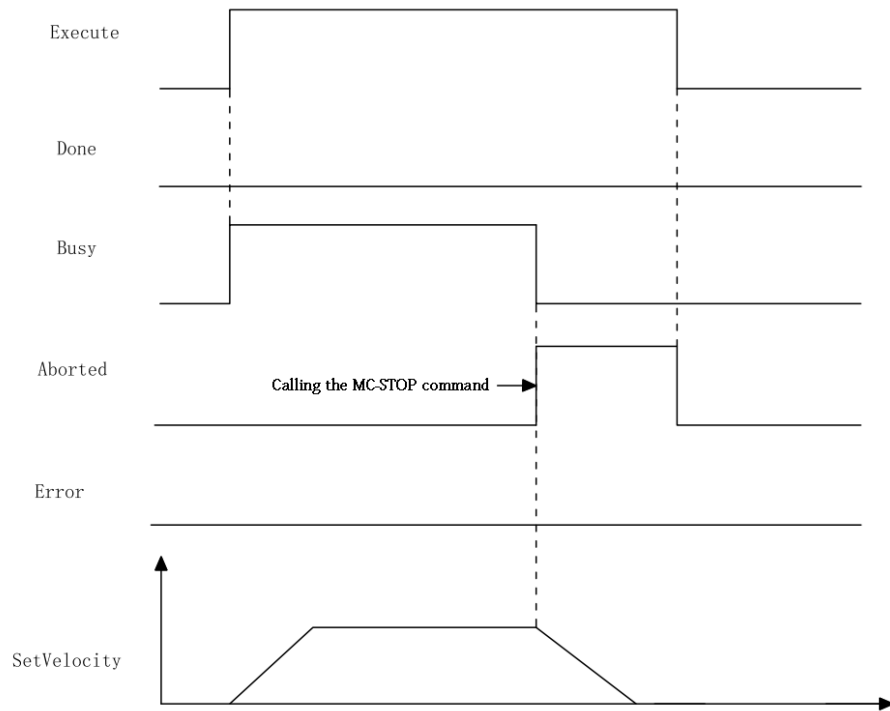 Execute
Done
Busy
Aborted
Calling the MC-STOP command
Error
SetVelocity